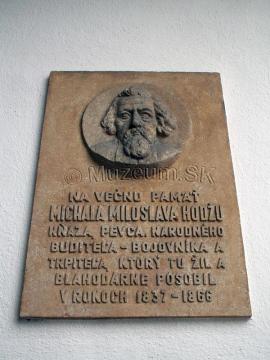 © Muzeum.SK
NA VEČNÚ PAMÄŤ
MICHALA MILOSLAVA HODŽU
KŇAZA, PEVCA, NÁRODNÉHO
BUDITEĽA – BOJOVNÍKA A
TRPITEĽA, KTORÝ TU ŽIL A
BLAHODARNE PÔSOBIL
V ROKOCH 1837-1866